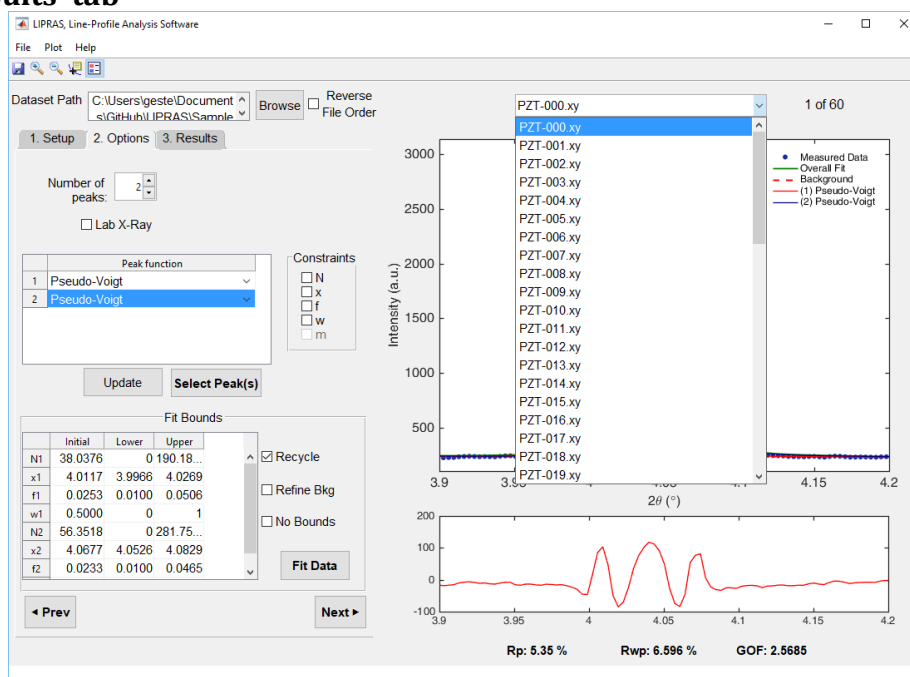 LIPRAS, Line-Profile Analysis Software
File Plot Help
Dataset Path
C:\Users\geste\Document
s\GitHub\LIPRAS\Sample
Browse
Reverse
File Order
PZT-000.xy
1 of 60
1. Setup 2. Options 3. Results
Number of
peaks:
2
Lab X-Ray
Peak function
1 Pseudo-Voigt
2 Pseudo-Voigt
Constraints
N
x
f
w
m
Update Select Peak(s)
Fit Bounds
Initial Lower Upper
N1 38.0376 0 190.18...
x1 4.0117 3.9966 4.0269
f1 0.0253 0.0100 0.0506
w1 0.5000 0 1
N2 56.3518 0 281.75...
x2 4.0677 4.0526 4.0829
f2 0.0233 0.0100 0.0465
Recycle
Refine Bkg
No Bounds
Fit Data
Prev Next
PZT-000.xy
PZT-001.xy
PZT-002.xy
PZT-003.xy
PZT-004.xy
PZT-005.xy
PZT-006.xy
PZT-007.xy
PZT-008.xy
PZT-009.xy
PZT-010.xy
PZT-011.xy
PZT-012.xy
PZT-013.xy
PZT-014.xy
PZT-015.xy
PZT-016.xy
PZT-017.xy
PZT-018.xy
PZT-019.xy
Measured Data
Overall Fit
Background
(1) Pseudo-Voigt
(2) Pseudo-Voigt
Intensity (a.u.)
3000
2500
2000
1500
1000
500
3.9 4.15 4.2
2θ (°)
200
100
0
-100
3.9 3.95 4 4.05 4.1 4.15 4.2
Rp: 5.35 % Rwp: 6.596 % GOF: 2.5685